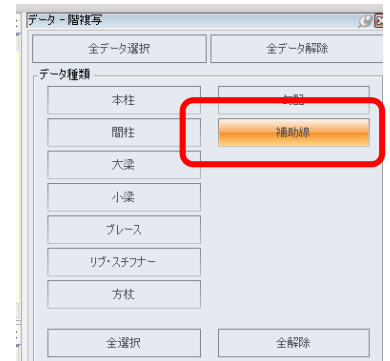 データ - 階複写
全データ選択 全データ解除
データ種類
本柱 勾配
間柱 補助線
大梁
小梁
ブレース
リブ・スチフナー
方杖
全選択 全解除